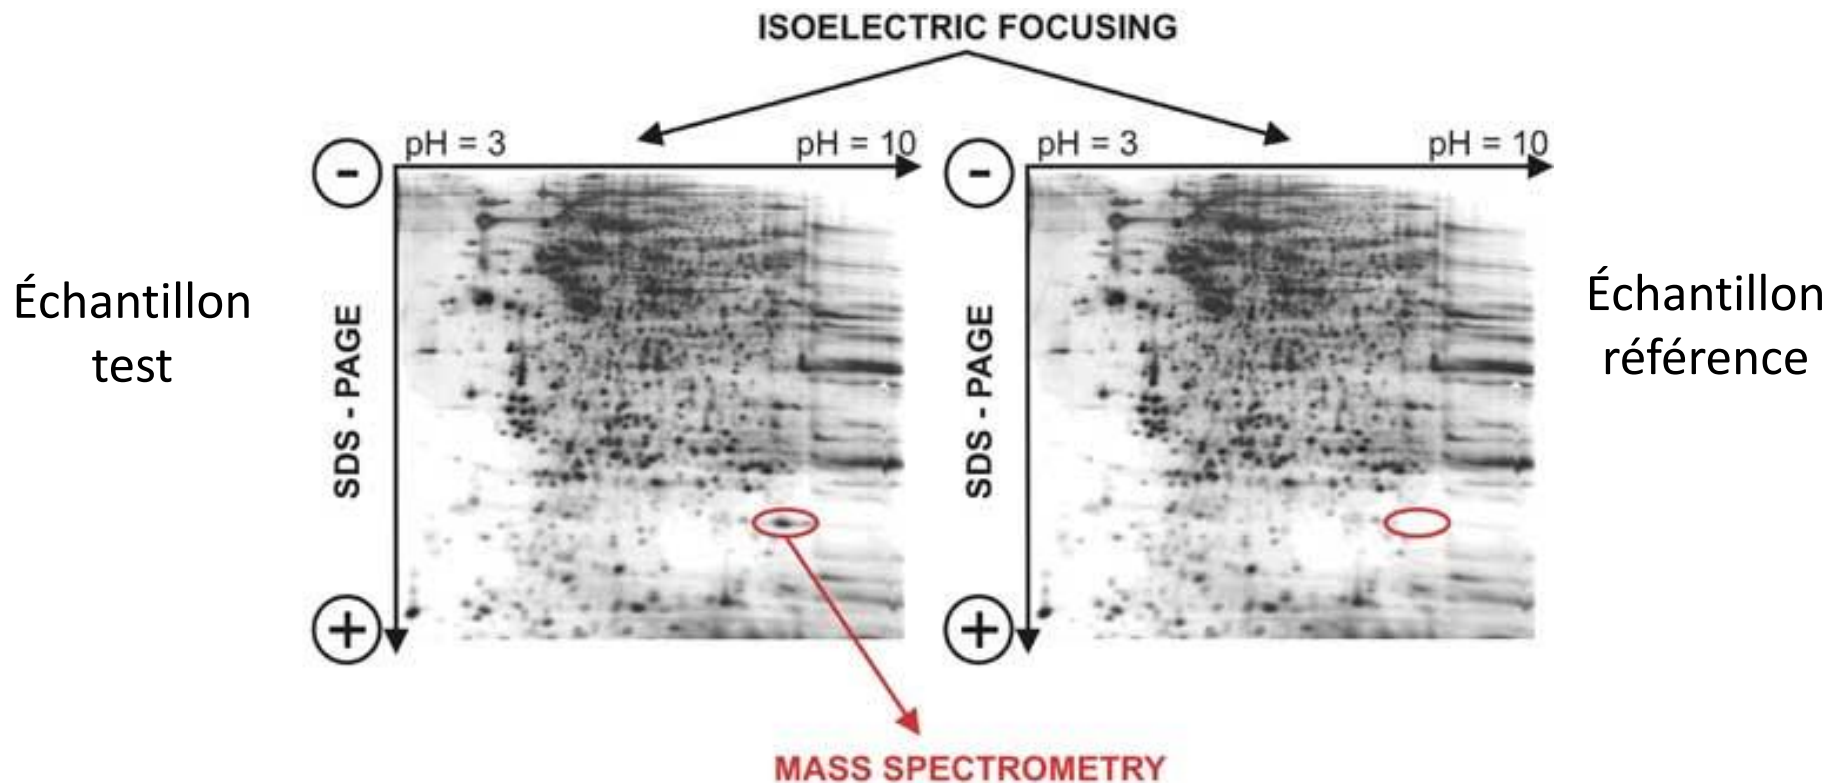 ISOELECTRIC FOCUSING
pH = 3
pH = 10
pH = 3
pH = 10
-
-
Échantillon
test
SDS - PAGE
SDS - PAGE
Échantillon
référence
+
+
MASS SPECTROMETRY